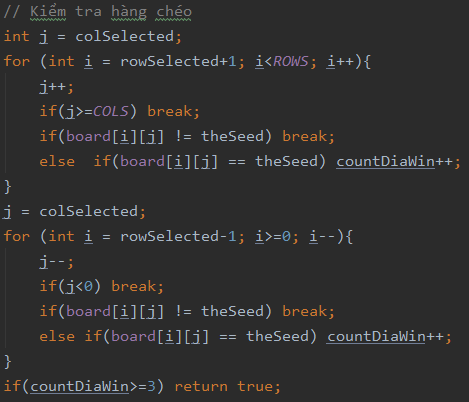 // Kiểm tra hàng chéo
int j = colSelected;
for (int i = rowSelected+1; i<ROWS; i++){
    j++;
    if(j>=COLS) break;
    if(board[i][j] != theSeed) break;
    else  if(board[i][j] == theSeed) countDiaWin++;
}
j = colSelected;
for (int i = rowSelected-1; i>=0; i--){
    j--;
    if(j<0) break;
    if(board[i][j] != theSeed) break;
    else if(board[i][j] == theSeed) countDiaWin++;
}
if(countDiaWin>=3) return true;